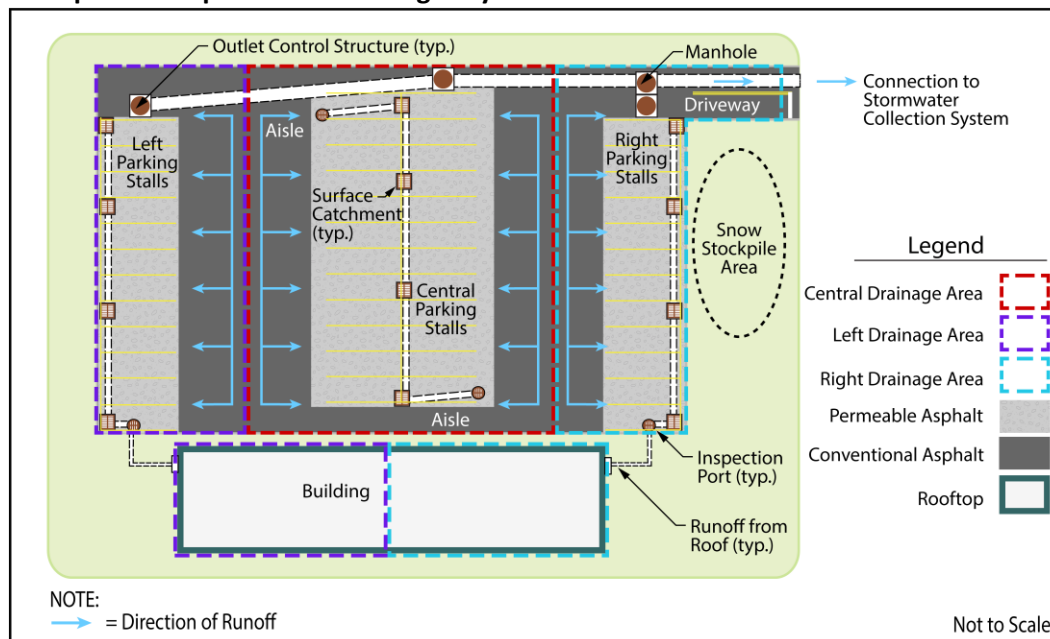 Outlet Control Structure (typ.)
Manhole
Connection to
Stormwater
Collection System
Driveway
Aisle
Left
Parking
Stalls
Right
Parking
Stalls
Surface
Catchment
(typ.)
Snow
Stockpile
Area
Central
Parking
Stalls
Aisle
Legend
Central Drainage Area
Left Drainage Area
Right Drainage Area
Permeable Asphalt
Conventional Asphalt
Rooftop
Building
Inspection
Port (typ.)
Runoff from
Roof (typ.)
NOTE:
= Direction of Runoff
Not to Scale